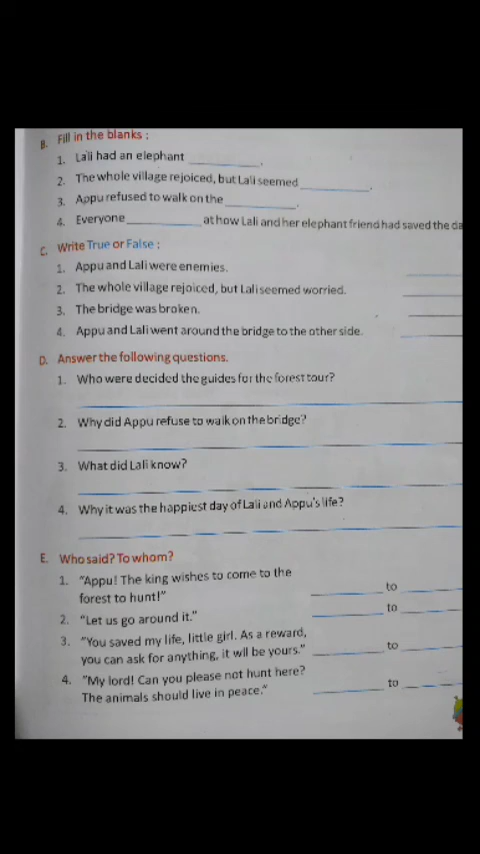 B. Fill in the blanks :
1. Lali had an elephant ________.
2. The whole village rejoiced, but Lali seemed ________.
3. Appu refused to walk on the ________.
4. Everyone ________ at how Lali and her elephant friend had saved the da
C. Write True or False :
1. Appu and Lali were enemies. ________
2. The whole village rejoiced, but Lali seemed worried. ________
3. The bridge was broken. ________
4. Appu and Lali went around the bridge to the other side. ________
D. Answer the following questions.
1. Who were decided the guides for the forest tour?
2. Why did Appu refuse to walk on the bridge?
3. What did Lali know?
4. Why it was the happiest day of Lali and Appu's life?
E. Who said? To whom?
1. "Appu! The king wishes to come to the
forest to hunt!" ________ to ________
2. "Let us go around it." ________ to ________
3. "You saved my life, little girl. As a reward,
you can ask for anything, it will be yours." ________ to ________
4. "My lord! Can you please not hunt here?
The animals should live in peace." ________ to ________